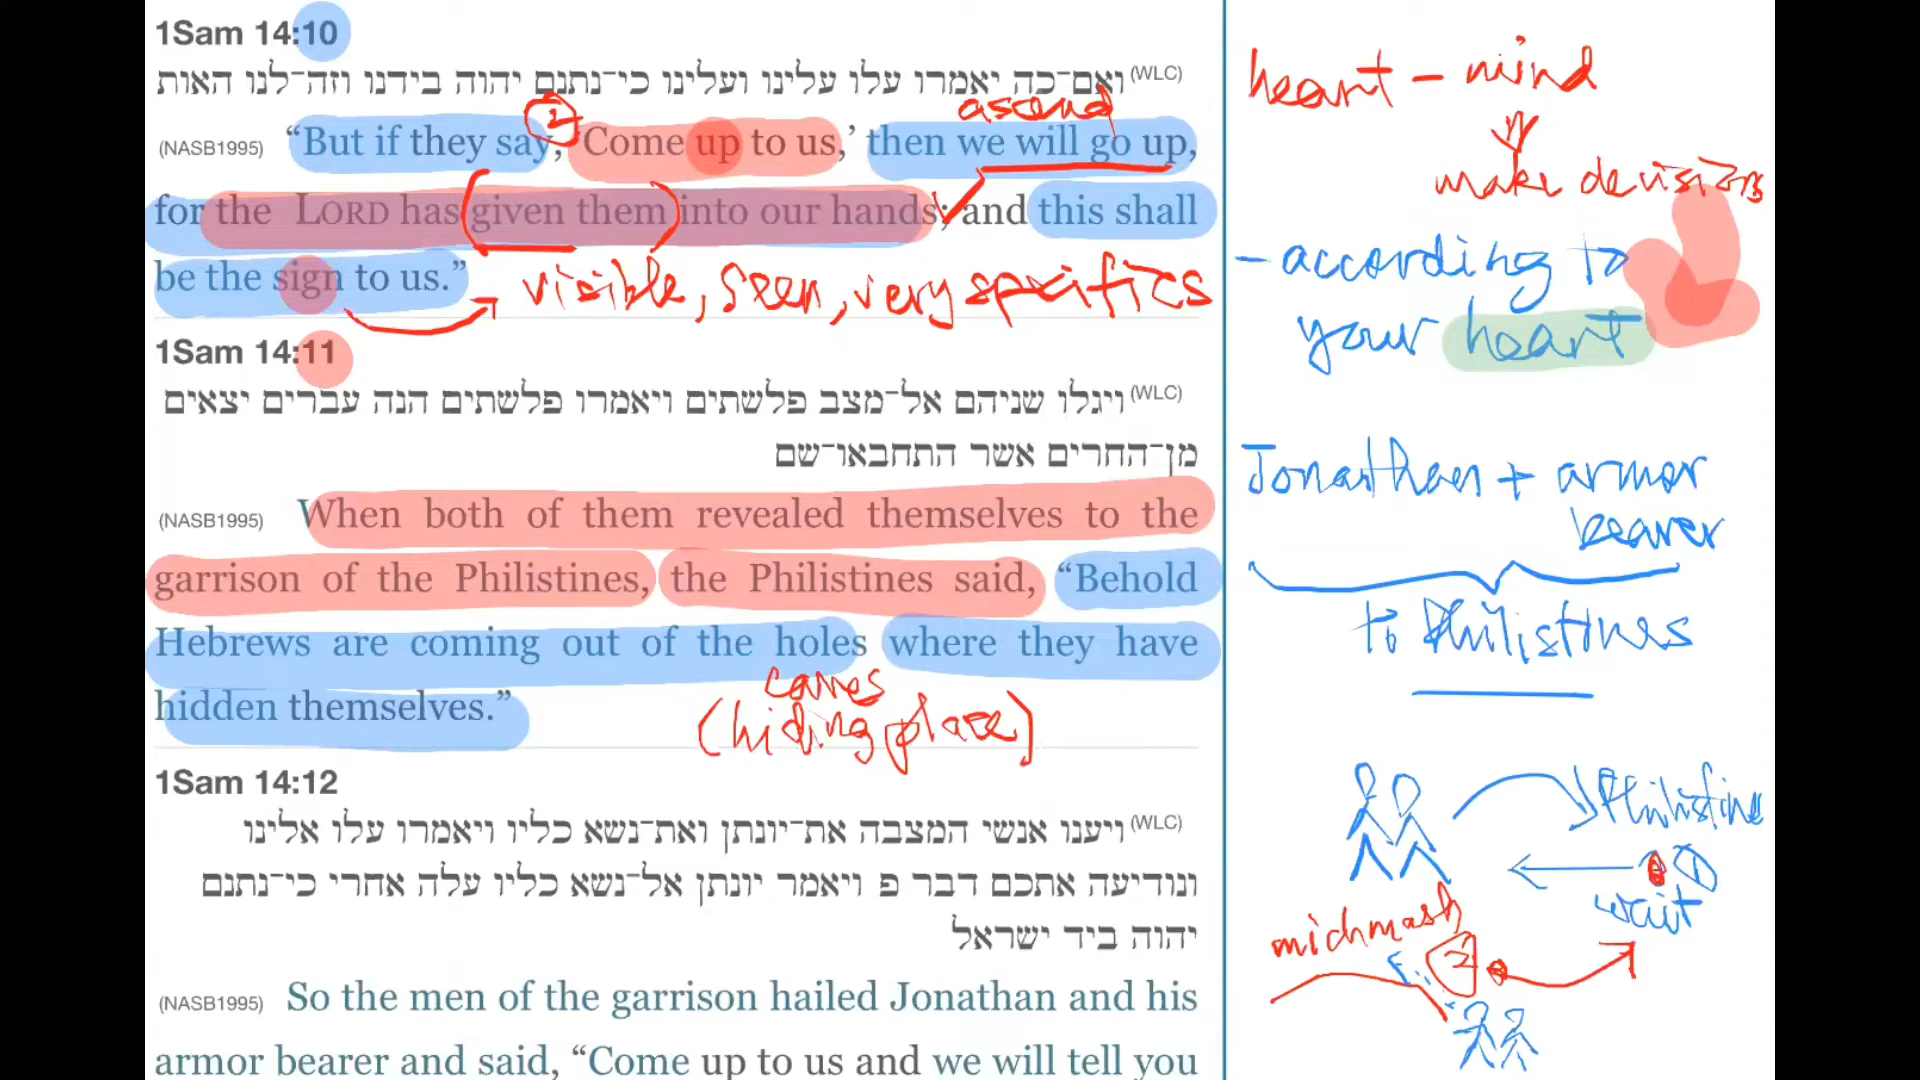 1Sam 14:10
ואם־כה יאמרו עלו עלינו ועלינו כי־נתנם יהוה בידנו וזה־לנו האות (WLC)
ascend
2
(NASB1995) “But if they say, ‘Come up to us,’ then we will go up,
for the LORD has given them into our hands; and this shall
be the sign to us.”
visible, seen, very specifics
1Sam 14:11
ויגלו שניהם אל־מצב פלשתים ויאמרו פלשתים הנה עברים יצאים (WLC)
מן־החרים אשר התחבאו־שם
(NASB1995) When both of them revealed themselves to the
garrison of the Philistines, the Philistines said, “Behold
Hebrews are coming out of the holes where they have
hidden themselves.”
caves
(hiding place)
1Sam 14:12
ויענו אנשי המצבה את־יונתן ואת־נשא כליו ויאמרו עלו אלינו (WLC)
ונודיעה אתכם דבר פ ויאמר יונתן אל־נשא כליו עלה אחרי כי־נתנם
יהוה ביד ישראל
(NASB1995) So the men of the garrison hailed Jonathan and his
armor bearer and said, “Come up to us and we will tell you
heart - mind
make decisions
- according to
your heart
Jonathan + armor
bearer
to Philistines
Philistine
1
wait
michmash
2